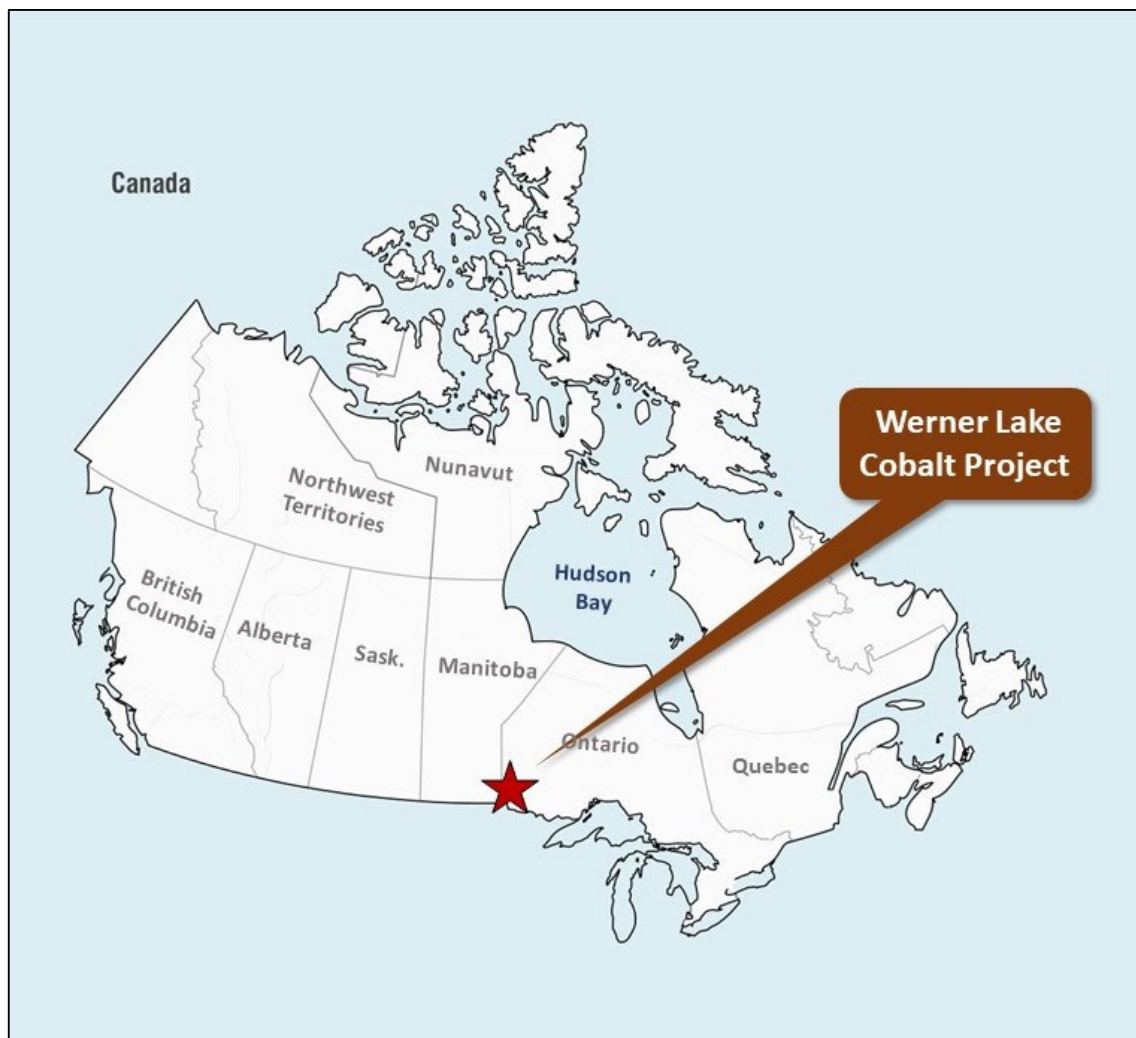 Canada
Werner Lake
Cobalt Project
Nunavut
Northwest
Territories
Hudson
Bay
British
Columbia
Alberta
Sask.
Manitoba
Ontario
Quebec